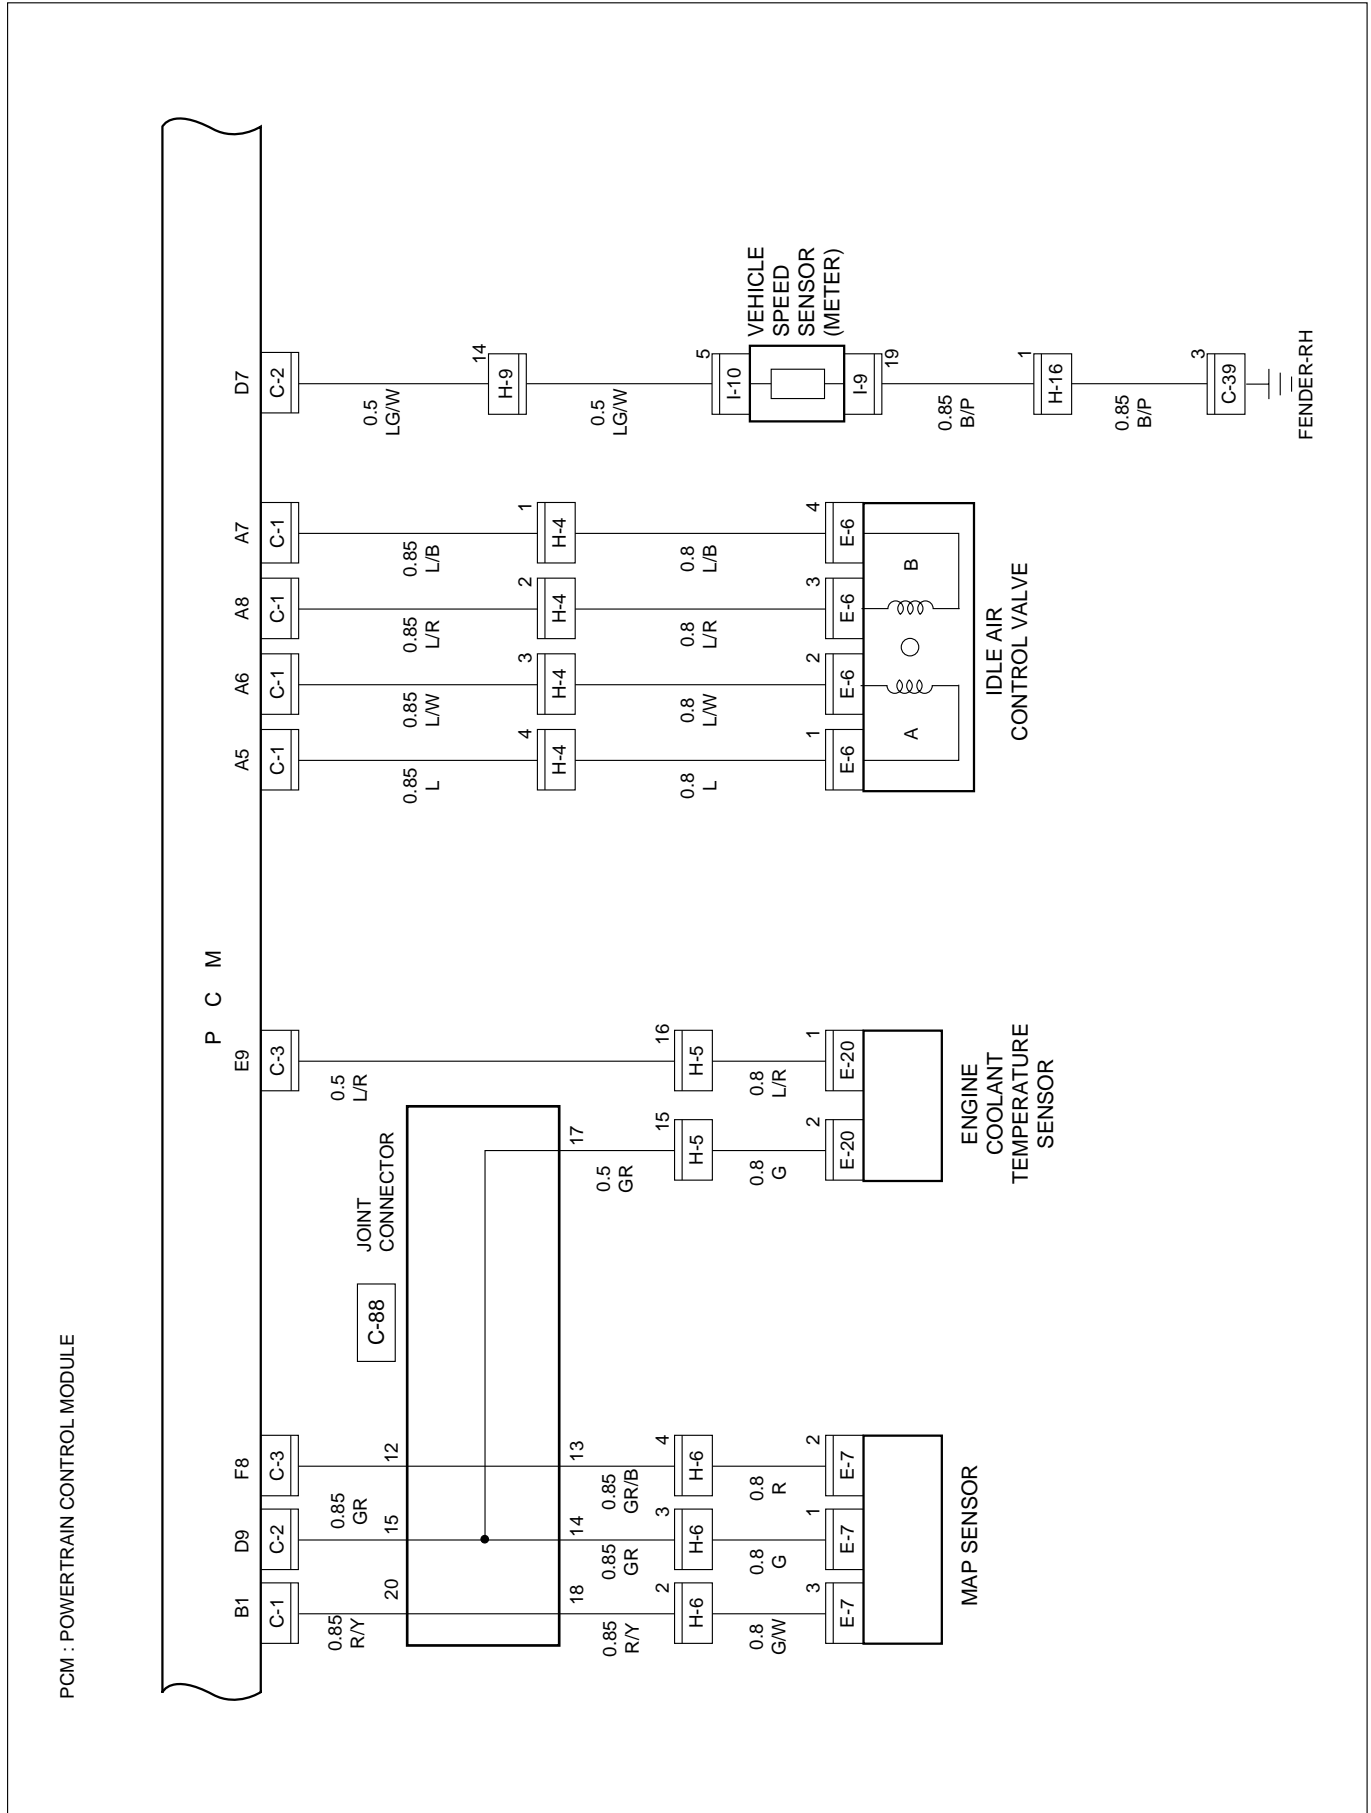 PCM : POWERTRAIN CONTROL MODULE
P C M
B1
D9
F8
E9
A5
A6
A8
A7
D7
C-1
C-2
C-3
C-3
C-1
C-1
C-1
C-1
C-2
0.85
R/Y
0.85
GR
0.5
L/R
0.85
L
0.85
L/W
0.85
L/R
0.85
L/B
0.5
LG/W
20
15
12
C-88
JOINT
CONNECTOR
4
3
2
1
14
H-4
H-4
H-4
H-4
H-9
18
14
13
17
0.85
R/Y
0.85
GR
0.85
GR/B
0.5
GR
0.8
L
0.8
L/W
0.8
L/R
0.8
L/B
0.5
LG/W
2
3
4
15
16
H-6
H-6
H-6
H-5
H-5
0.8
G/W
0.8
G
0.8
R
0.8
G
0.8
L/R
5
I-10
VEHICLE
SPEED
SENSOR
(METER)
3
1
2
2
1
1
2
3
4
E-7
E-7
E-7
E-20
E-20
E-6
E-6
E-6
E-6
I-9
19
A
B
MAP SENSOR
ENGINE
COOLANT
TEMPERATURE
SENSOR
IDLE AIR
CONTROL VALVE
0.85
B/P
1
H-16
0.85
B/P
3
C-39
FENDER-RH